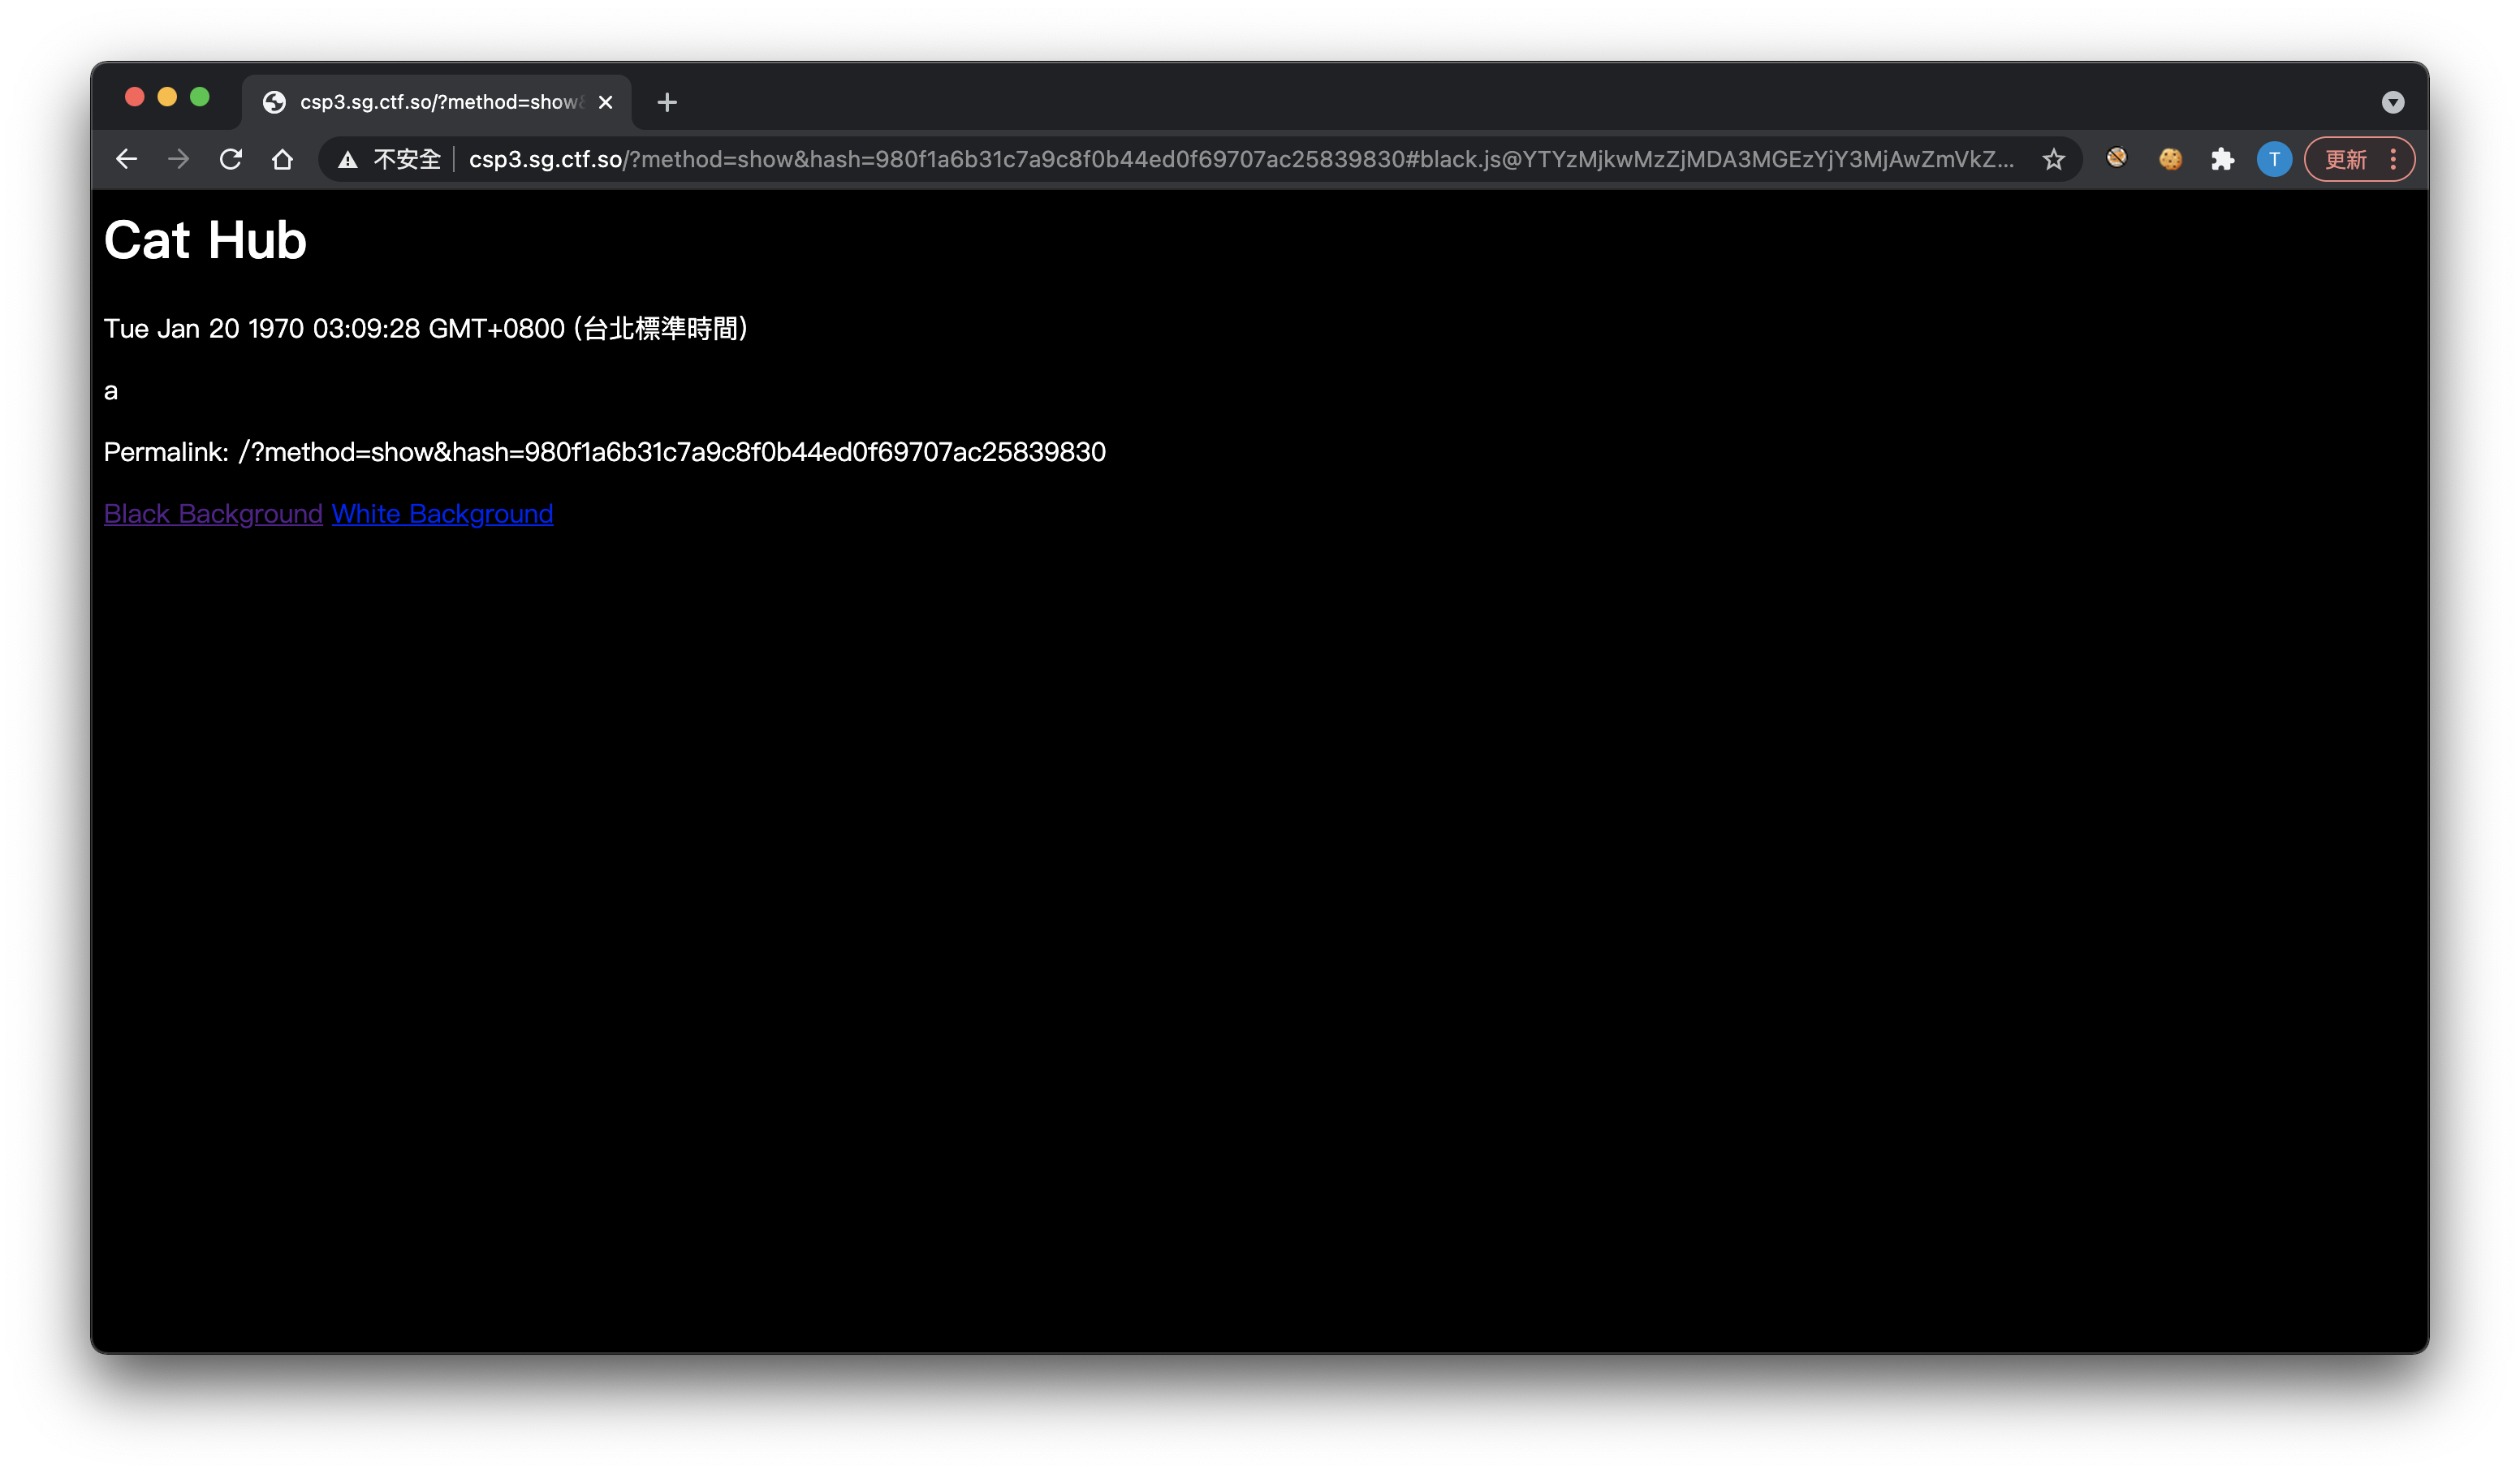 csp3.sg.ctf.so/?method=show&
不安全 csp3.sg.ctf.so/?method=show&hash=980f1a6b31c7a9c8f0b44ed0f69707ac25839830#black.js@YTYzMjkwMzZjMDA3MGEzYjY3MjAwZmVkZ... T 更新
Cat Hub
Tue Jan 20 1970 03:09:28 GMT+0800 (台北標準時間)
a
Permalink: /?method=show&hash=980f1a6b31c7a9c8f0b44ed0f69707ac25839830
Black Background White Background